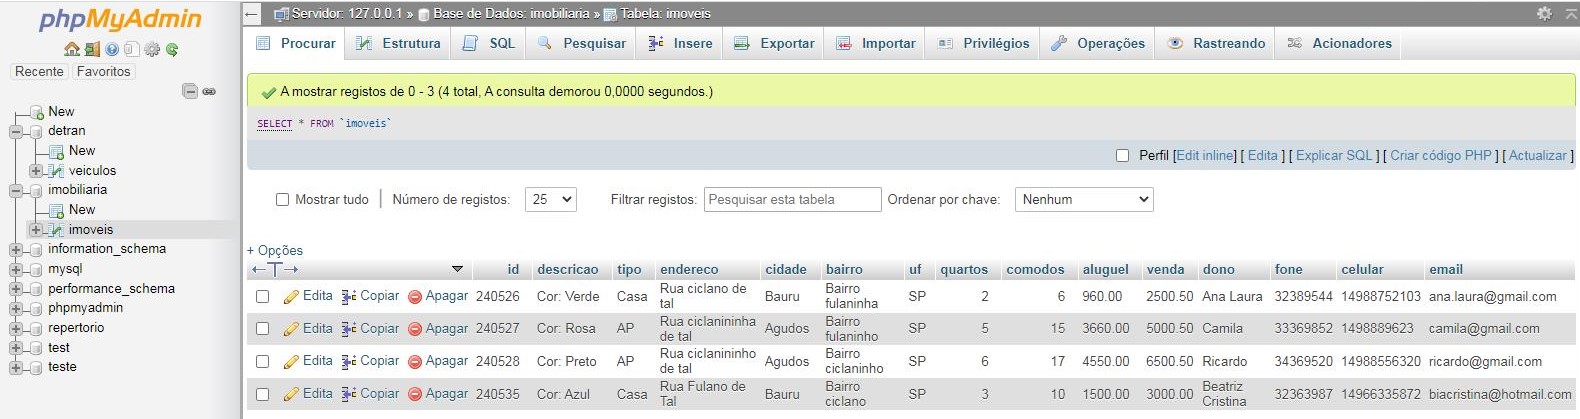 phpMyAdmin
Recente Favoritos
New
detran
New
veiculos
imobiliaria
New
imoveis
information_schema
mysql
performance_schema
phpmyadmin
repertorio
test
teste
Servidor: 127.0.0.1 » Base de Dados: imobiliaria » Tabela: imoveis
Procurar Estrutura SQL Pesquisar Insere Exportar Importar Privilégios Operações Rastreando Acionadores
A mostrar registos de 0 - 3 (4 total, A consulta demorou 0,0000 segundos.)
SELECT * FROM `imoveis`
Perfil [Edit inline] [ Edita ] [ Explicar SQL ] [ Criar código PHP ] [ Actualizar ]
Mostrar tudo | Número de registos: 25 Filtrar registos: Pesquisar esta tabela Ordenar por chave: Nenhum
+ Opções
←T→ id descricao tipo endereco cidade bairro uf quartos comodos aluguel venda dono fone celular email
Edita Copiar Apagar 240526 Cor: Verde Casa Rua ciclano de tal Bauru Bairro fulaninha SP 2 6 960.00 2500.50 Ana Laura 32389544 14988752103 ana.laura@gmail.com
Edita Copiar Apagar 240527 Cor: Rosa AP Rua ciclanininha de tal Agudos Bairro fulaninho SP 5 15 3660.00 5000.50 Camila 33369852 1498889623 camila@gmail.com
Edita Copiar Apagar 240528 Cor: Preto AP Rua ciclanininho de tal Agudos Bairro ciclaninho SP 6 17 4550.00 6500.50 Ricardo 34369520 14988556320 ricardo@gmail.com
Edita Copiar Apagar 240535 Cor: Azul Casa Rua Fulano de Tal Bauru Bairro ciclano SP 3 10 1500.00 3000.00 Beatriz Cristina 32363987 14966335872 biacristina@hotmail.com